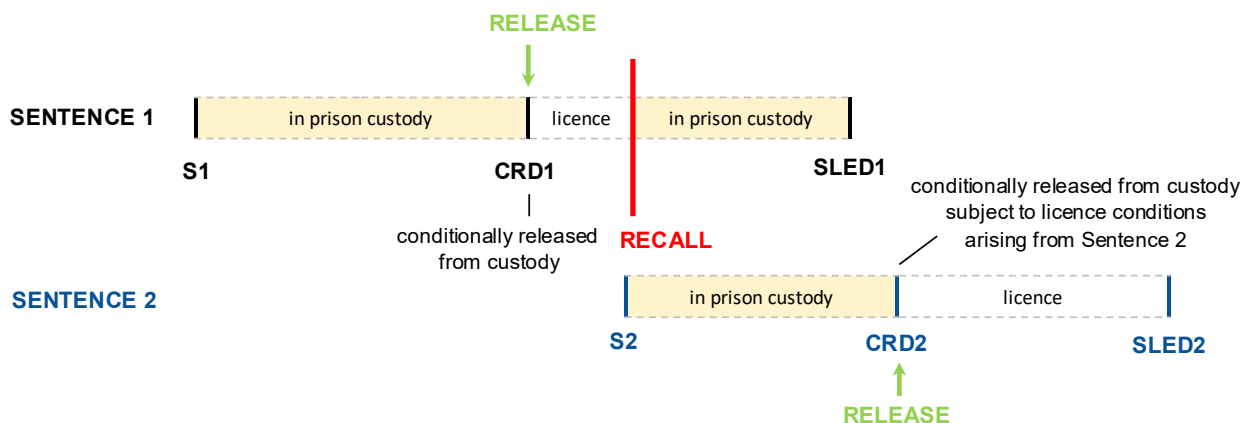 RELEASE
SENTENCE 1
in prison custody
licence
in prison custody
S1
CRD1
SLED1
conditionally released
from custody
RECALL
conditionally released from custody
subject to licence conditions
arising from Sentence 2
SENTENCE 2
in prison custody
licence
S2
CRD2
SLED2
RELEASE